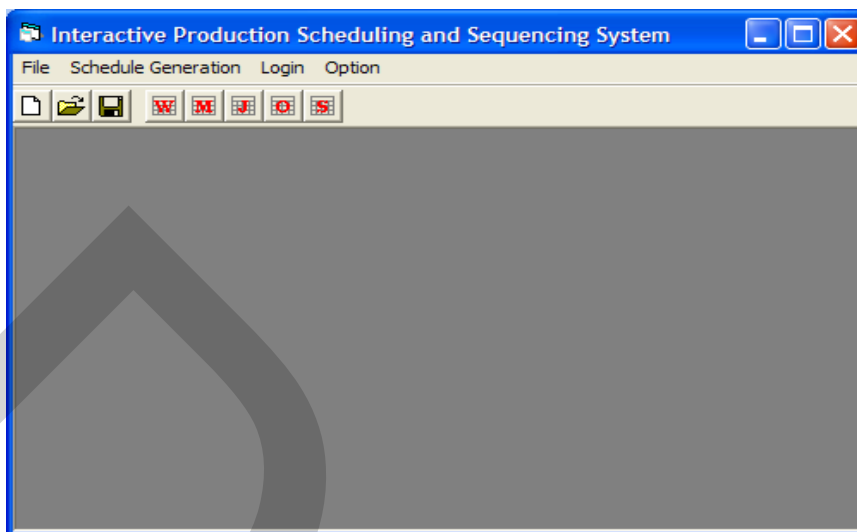 Interactive Production Scheduling and Sequencing System
File Schedule Generation Login Option
W M J O S